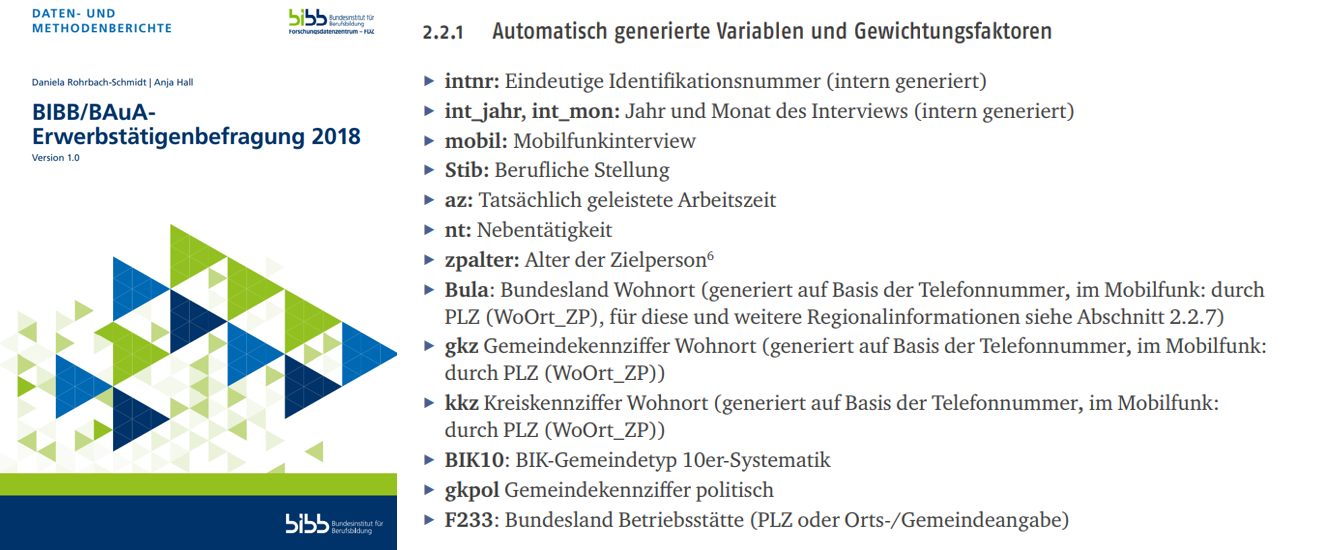 DATEN- UND
METHODENBERICHTE
bibb Bundesinstitut für
Berufsbildung
Forschungsdatenzentrum – FDZ
Daniela Rohrbach-Schmidt | Anja Hall
BIBB/BAuA-
Erwerbstätigenbefragung 2018
Version 1.0
bibb Bundesinstitut für
Berufsbildung
2.2.1 Automatisch generierte Variablen und Gewichtungsfaktoren
▶ intnr: Eindeutige Identifikationsnummer (intern generiert)
▶ int_jahr, int_mon: Jahr und Monat des Interviews (intern generiert)
▶ mobil: Mobilfunkinterview
▶ Stib: Berufliche Stellung
▶ az: Tatsächlich geleistete Arbeitszeit
▶ nt: Nebentätigkeit
▶ zpalter: Alter der Zielperson⁶
▶ Bula: Bundesland Wohnort (generiert auf Basis der Telefonnummer, im Mobilfunk: durch
PLZ (WoOrt_ZP), für diese und weitere Regionalinformationen siehe Abschnitt 2.2.7)
▶ gkz Gemeindekennziffer Wohnort (generiert auf Basis der Telefonnummer, im Mobilfunk:
durch PLZ (WoOrt_ZP))
▶ kkz Kreiskennziffer Wohnort (generiert auf Basis der Telefonnummer, im Mobilfunk:
durch PLZ (WoOrt_ZP))
▶ BIK10: BIK-Gemeindetyp 10er-Systematik
▶ gkpol Gemeindekennziffer politisch
▶ F233: Bundesland Betriebsstätte (PLZ oder Orts-/Gemeindeangabe)